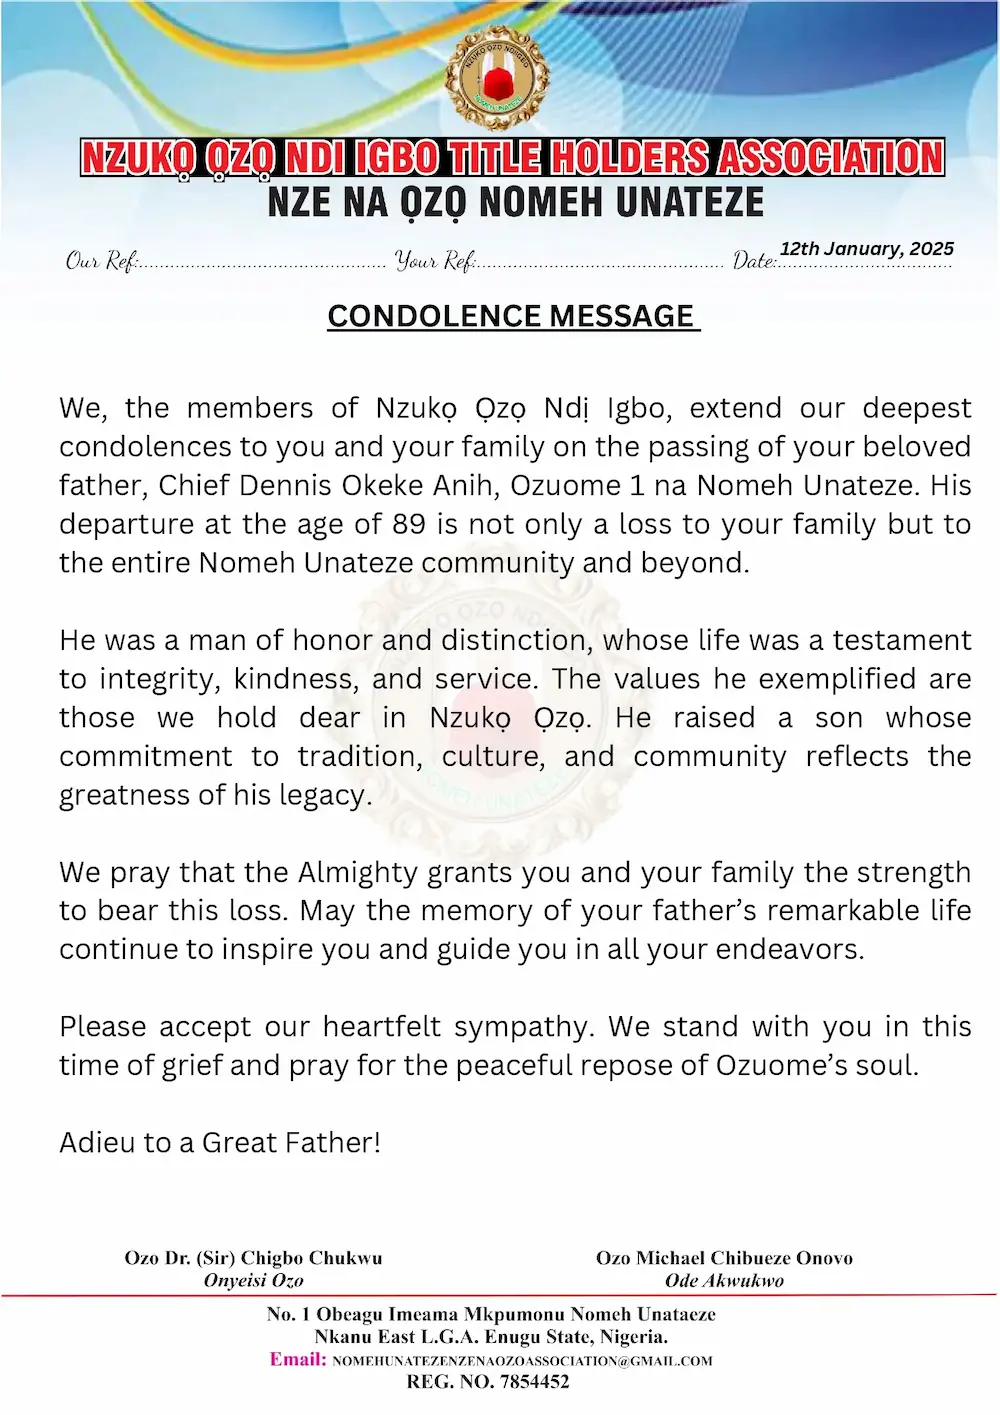 NZUKỌ ỌZỌ NDIIGBO
NOMEH UNATEZE
NZUKỌ ỌZỌ NDI IGBO TITLE HOLDERS ASSOCIATION
NZE NA ỌZỌ NOMEH UNATEZE
Our Ref:................................................ Your Ref:................................................ Date: 12th January, 2025
CONDOLENCE MESSAGE
We, the members of Nzukọ Ọzọ Ndị Igbo, extend our deepest
condolences to you and your family on the passing of your beloved
father, Chief Dennis Okeke Anih, Ozuome 1 na Nomeh Unateze. His
departure at the age of 89 is not only a loss to your family but to
the entire Nomeh Unateze community and beyond.
He was a man of honor and distinction, whose life was a testament
to integrity, kindness, and service. The values he exemplified are
those we hold dear in Nzukọ Ọzọ. He raised a son whose
commitment to tradition, culture, and community reflects the
greatness of his legacy.
We pray that the Almighty grants you and your family the strength
to bear this loss. May the memory of your father’s remarkable life
continue to inspire you and guide you in all your endeavors.
Please accept our heartfelt sympathy. We stand with you in this
time of grief and pray for the peaceful repose of Ozuome’s soul.
Adieu to a Great Father!
Ozo Dr. (Sir) Chigbo Chukwu Ozo Michael Chibueze Onovo
Onyeisi Ozo Ode Akwukwo
No. 1 Obeagu Imeama Mkpumonu Nomeh Unataeze
Nkanu East L.G.A. Enugu State, Nigeria.
Email: NOMEHUNATEZENZENAOZOASSOCIATION@GMAIL.COM
REG. NO. 7854452